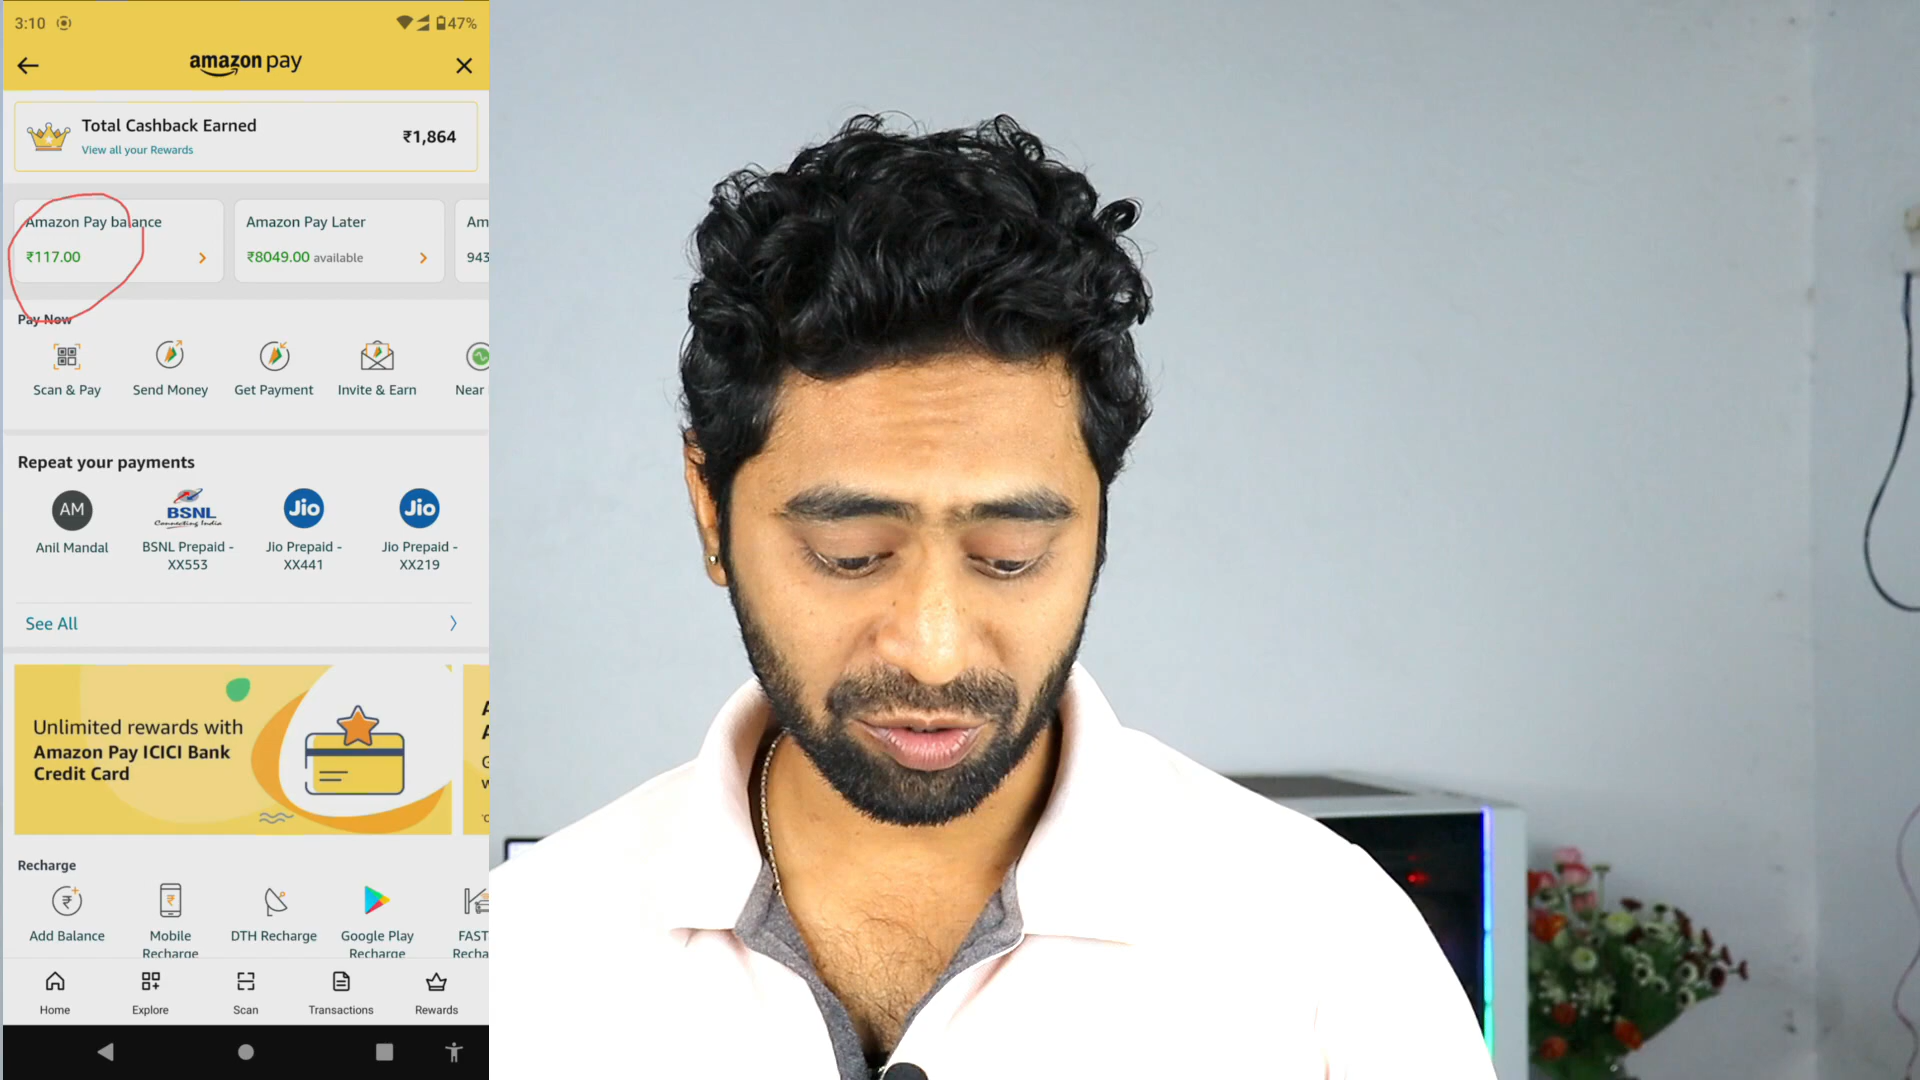 3:10
47%
amazon pay
Total Cashback Earned
₹1,864
View all your Rewards
Amazon Pay balance
₹117.00
Amazon Pay Later
₹8049.00 available
Am
943
Pay Now
Scan & Pay
Send Money
Get Payment
Invite & Earn
Near
Repeat your payments
AM
BSNL
Connecting India
Jio
Jio
Anil Mandal
BSNL Prepaid -
XX553
Jio Prepaid -
XX441
Jio Prepaid -
XX219
See All
Unlimited rewards with
Amazon Pay ICICI Bank
Credit Card
Recharge
Add Balance
Mobile
Recharge
DTH Recharge
Google Play
Recharge
FAST
Recha
Home
Explore
Scan
Transactions
Rewards